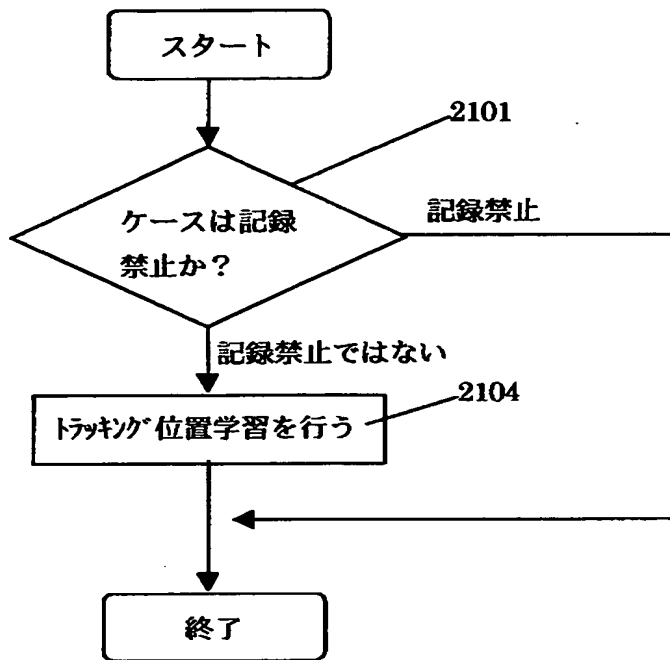 スタート
2101
ケースは記録
禁止か？
記録禁止
記録禁止ではない
2104
ﾄﾗｯｷﾝｸﾞ位置学習を行う
終了